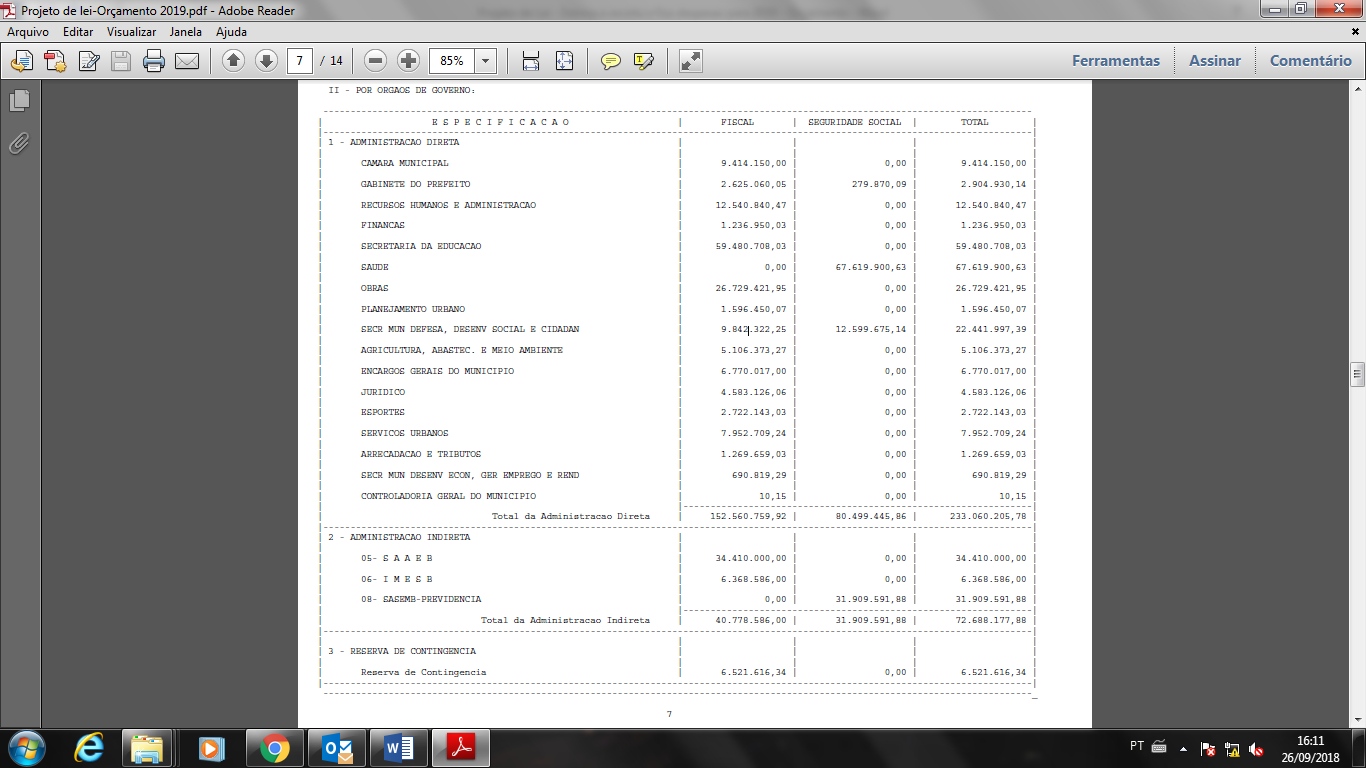 Projeto de lei-Orçamento 2019.pdf - Adobe Reader
Arquivo Editar Visualizar Janela Ajuda
7 / 14 85% Ferramentas Assinar Comentário
II - POR ORGAOS DE GOVERNO:
E S P E C I F I C A C A O FISCAL SEGURIDADE SOCIAL TOTAL
1 - ADMINISTRACAO DIRETA
CAMARA MUNICIPAL 9.414.150,00 0,00 9.414.150,00
GABINETE DO PREFEITO 2.625.060,05 279.870,09 2.904.930,14
RECURSOS HUMANOS E ADMINISTRACAO 12.540.840,47 0,00 12.540.840,47
FINANCAS 1.236.950,03 0,00 1.236.950,03
SECRETARIA DA EDUCACAO 59.480.708,03 0,00 59.480.708,03
SAUDE 0,00 67.619.900,63 67.619.900,63
OBRAS 26.729.421,95 0,00 26.729.421,95
PLANEJAMENTO URBANO 1.596.450,07 0,00 1.596.450,07
SECR MUN DEFESA, DESENV SOCIAL E CIDADAN 9.842.322,25 12.599.675,14 22.441.997,39
AGRICULTURA, ABASTEC. E MEIO AMBIENTE 5.106.373,27 0,00 5.106.373,27
ENCARGOS GERAIS DO MUNICIPIO 6.770.017,00 0,00 6.770.017,00
JURIDICO 4.583.126,06 0,00 4.583.126,06
ESPORTES 2.722.143,03 0,00 2.722.143,03
SERVICOS URBANOS 7.952.709,24 0,00 7.952.709,24
ARRECADACAO E TRIBUTOS 1.269.659,03 0,00 1.269.659,03
SECR MUN DESENV ECON, GER EMPREGO E REND 690.819,29 0,00 690.819,29
CONTROLADORIA GERAL DO MUNICIPIO 10,15 0,00 10,15
Total da Administracao Direta 152.560.759,92 80.499.445,86 233.060.205,78
2 - ADMINISTRACAO INDIRETA
05- S A A E B 34.410.000,00 0,00 34.410.000,00
06- I M E S B 6.368.586,00 0,00 6.368.586,00
08- SASEMB-PREVIDENCIA 0,00 31.909.591,88 31.909.591,88
Total da Administracao Indireta 40.778.586,00 31.909.591,88 72.688.177,88
3 - RESERVA DE CONTINGENCIA
Reserva de Contingencia 6.521.616,34 0,00 6.521.616,34
7
PT 16:11
26/09/2018